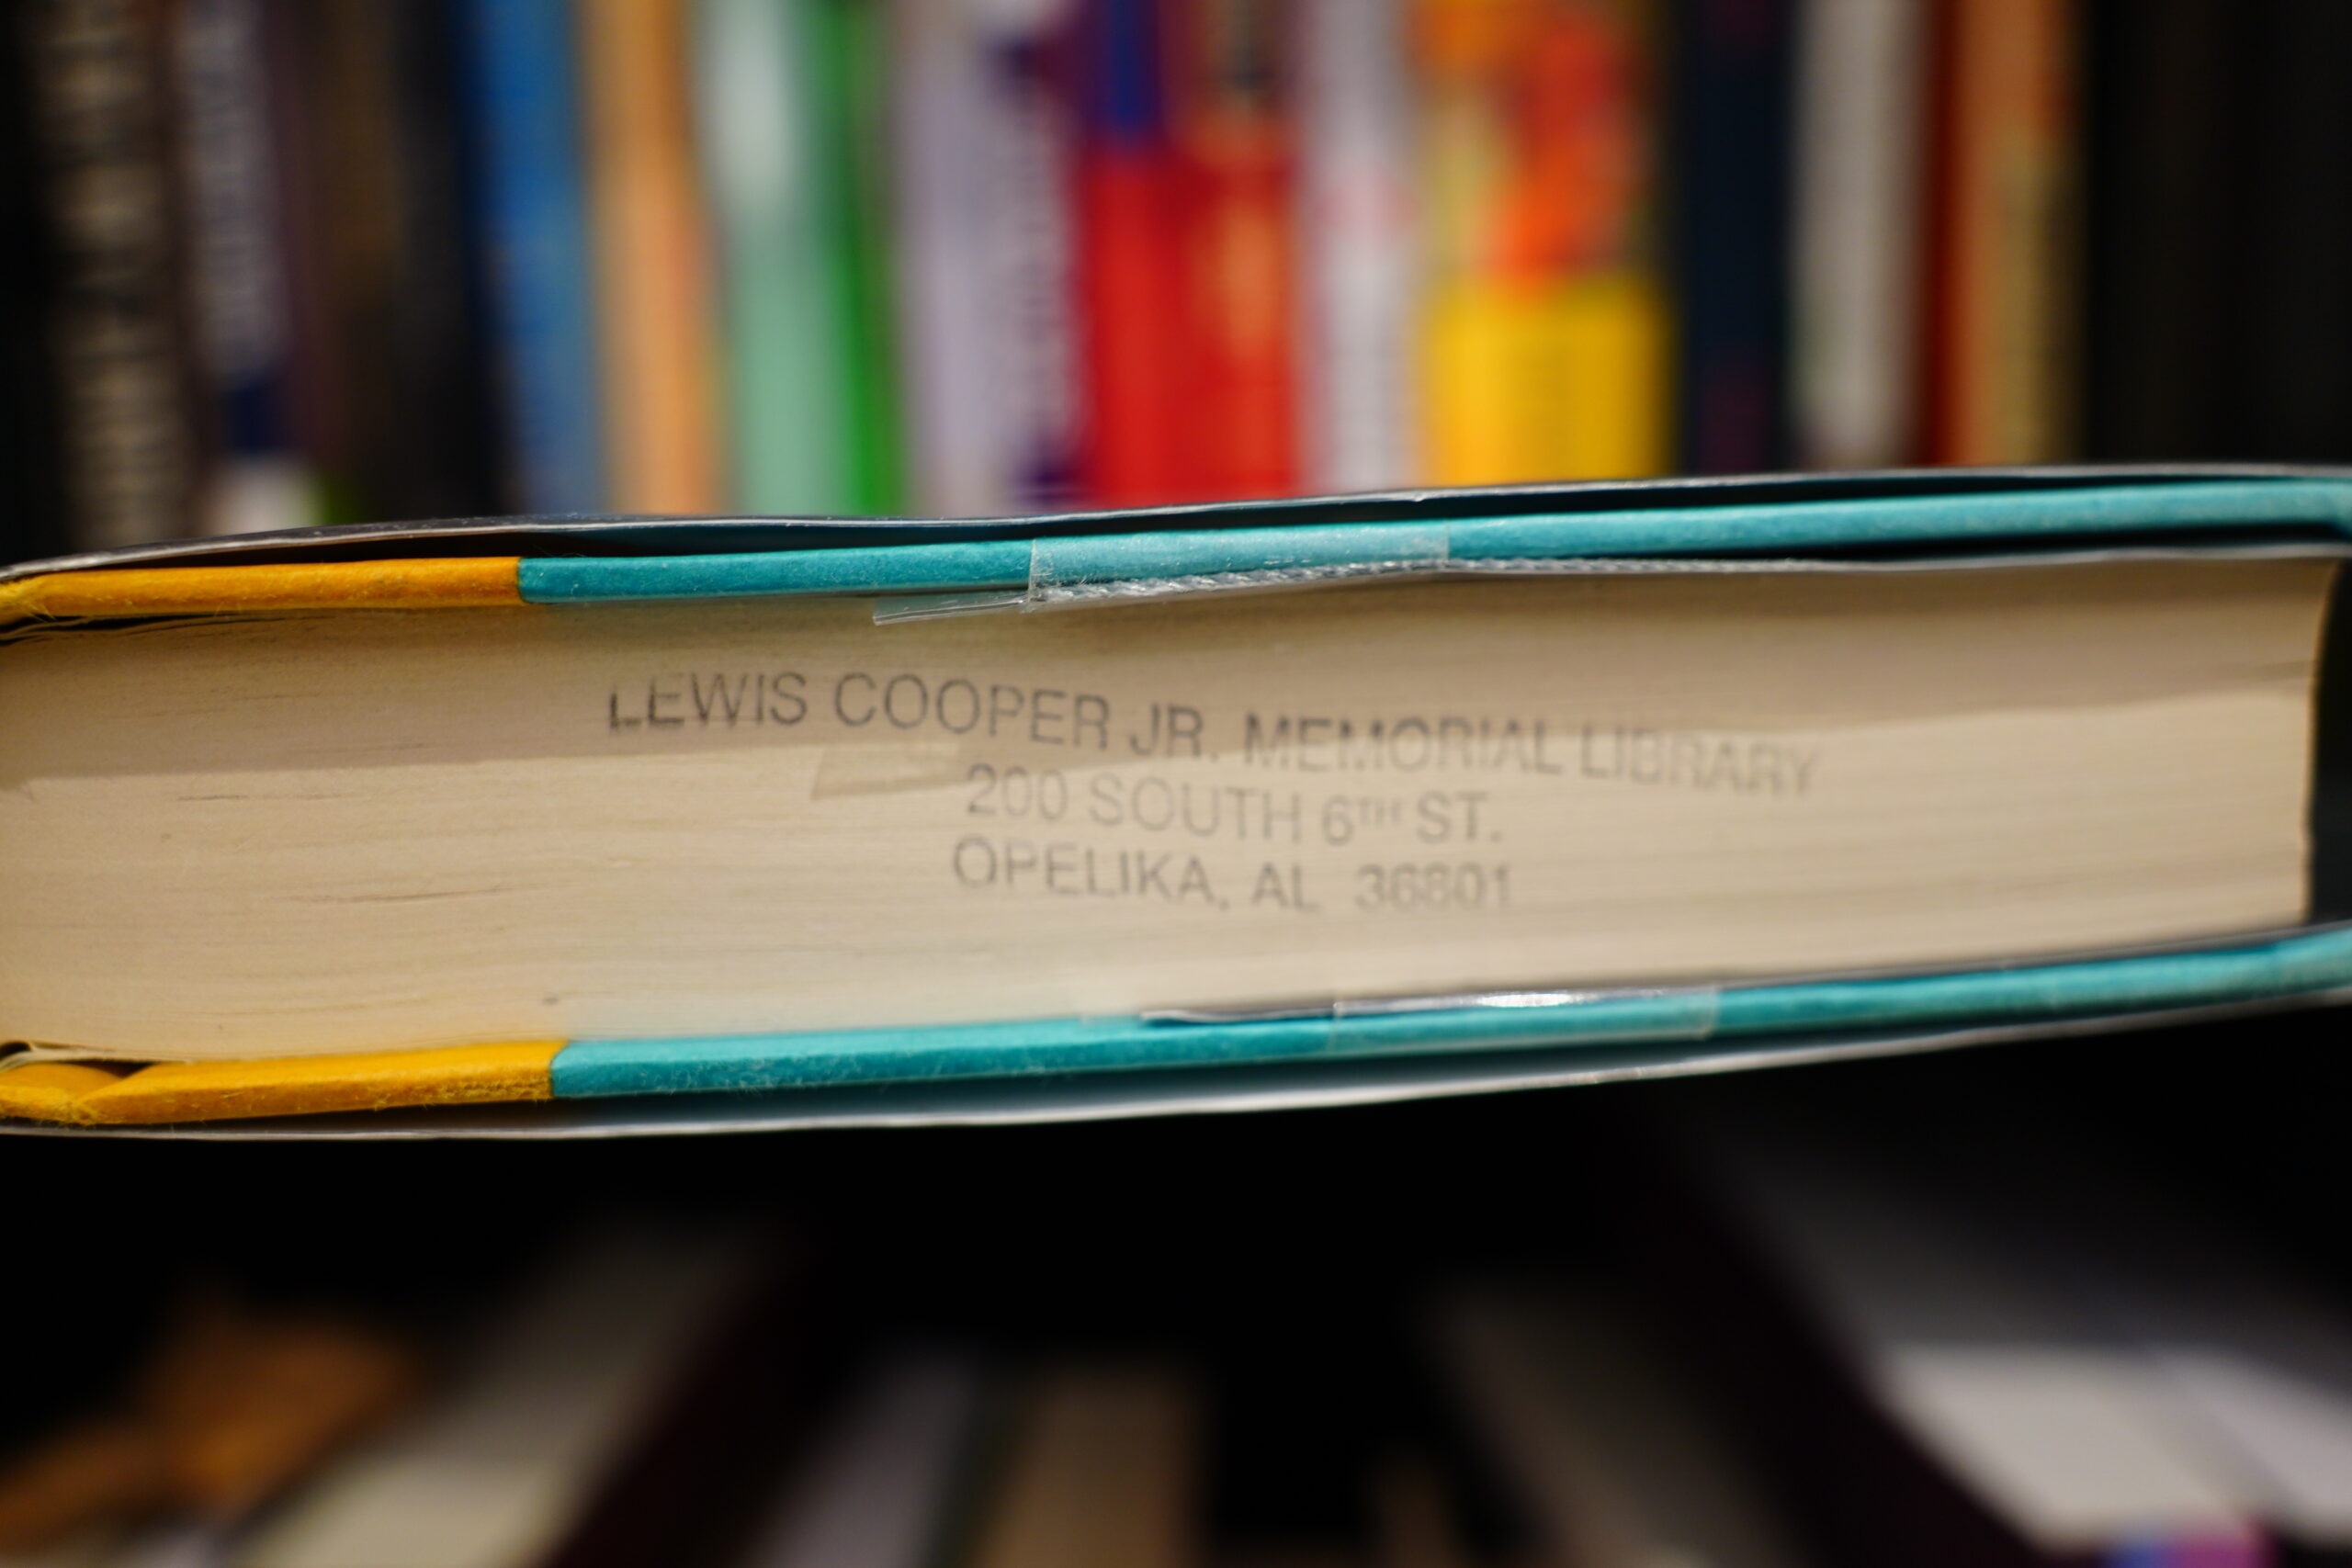 LEWIS COOPER JR. MEMORIAL LIBRARY
200 SOUTH 6TH ST.
OPELIKA, AL 36801